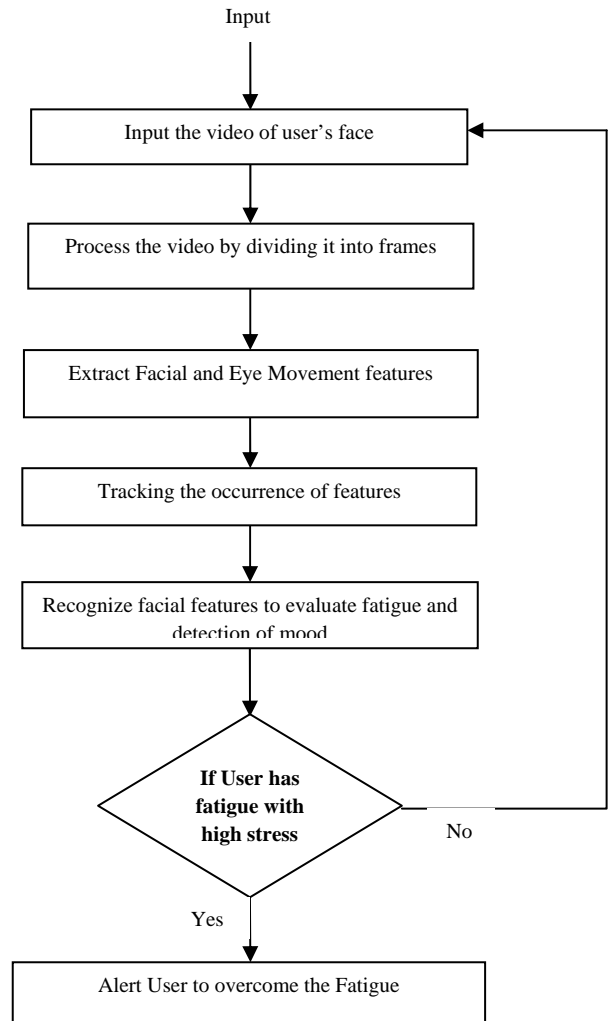 Input
Input the video of user's face
Process the video by dividing it into frames
Extract Facial and Eye Movement features
Tracking the occurrence of features
Recognize facial features to evaluate fatigue and
detection of mood
If User has
fatigue with
high stress
No
Yes
Alert User to overcome the Fatigue